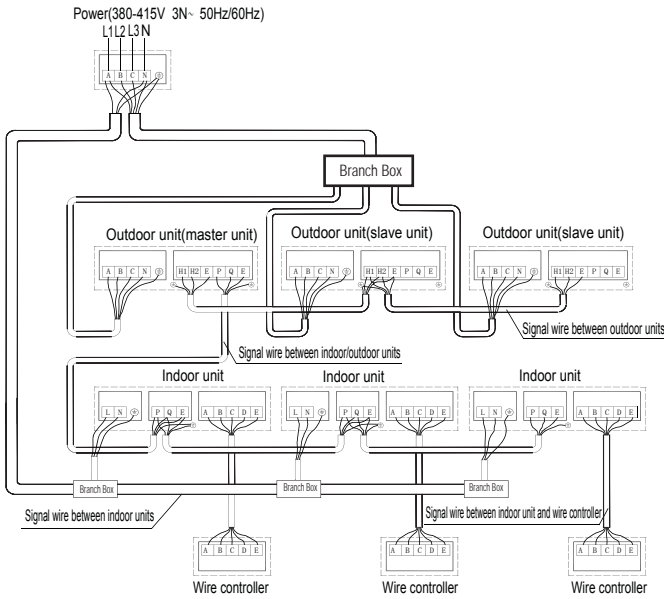 Power(380-415V 3N~ 50Hz/60Hz)
L1 L2 L3 N
A B C N
Branch Box
Outdoor unit(master unit)
Outdoor unit(slave unit)
Outdoor unit(slave unit)
A B C N
H1 H2 E P Q E
A B C N
H1 H2 E P Q E
A B C N
H1 H2 E P Q E
Signal wire between outdoor units
Signal wire between indoor/outdoor units
Indoor unit
Indoor unit
Indoor unit
L N
P Q E
A B C D E
L N
P Q E
A B C D E
L N
P Q E
A B C D E
Branch Box
Branch Box
Branch Box
Signal wire between indoor units
Signal wire between indoor unit and wire controller
A B C D E
A B C D E
A B C D E
Wire controller
Wire controller
Wire controller